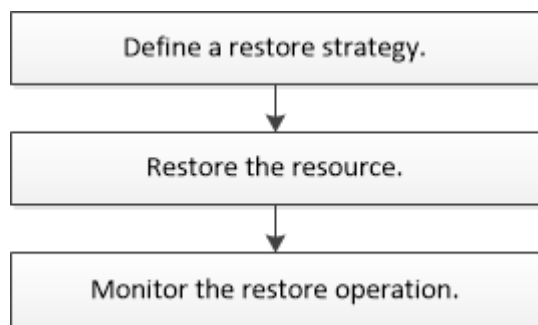 Define a restore strategy.
Restore the resource.
Monitor the restore operation.